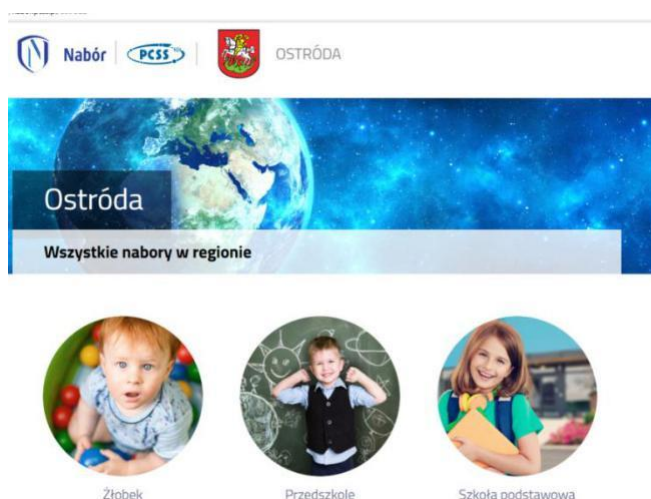 Nabór
PCSS
OSTRÓDA
Ostróda
Wszystkie nabory w regionie
Żłobek
Przedszkole
Szkoła podstawowa